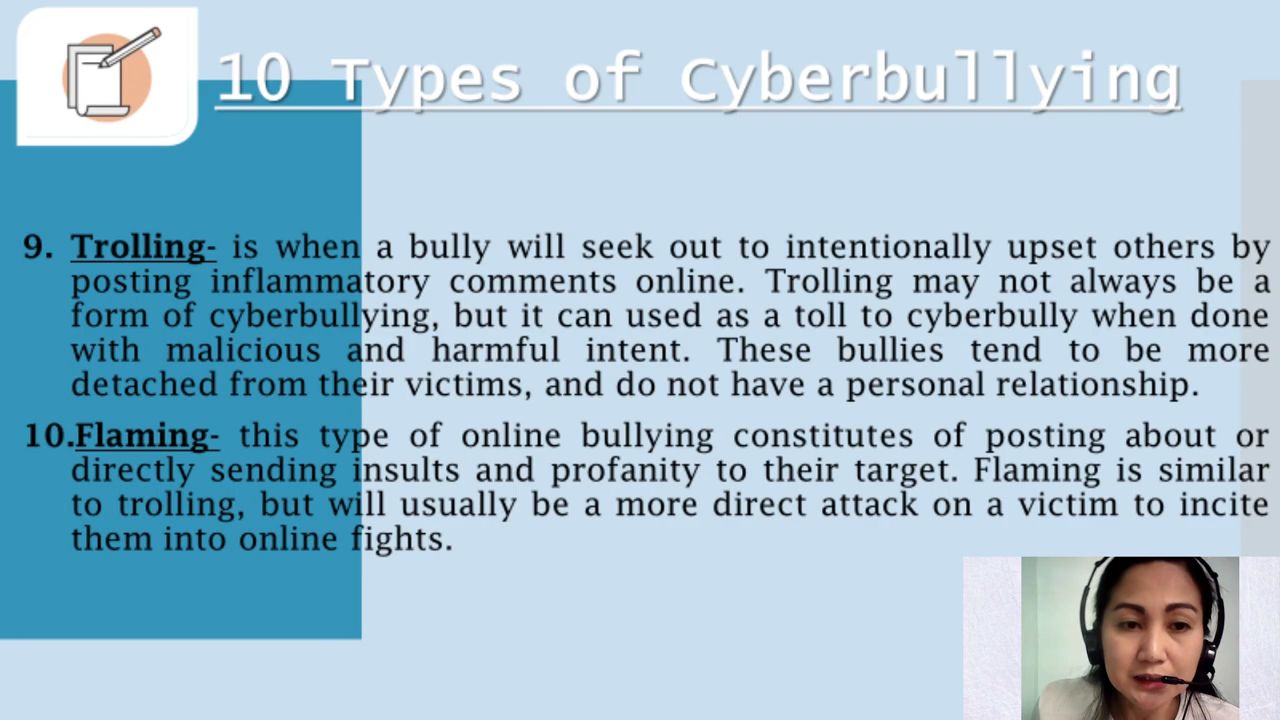 10 Types of Cyberbullying
9. Trolling- is when a bully will seek out to intentionally upset others by
posting inflammatory comments online. Trolling may not always be a
form of cyberbullying, but it can used as a toll to cyberbully when done
with malicious and harmful intent. These bullies tend to be more
detached from their victims, and do not have a personal relationship.
10.Flaming- this type of online bullying constitutes of posting about or
directly sending insults and profanity to their target. Flaming is similar
to trolling, but will usually be a more direct attack on a victim to incite
them into online fights.